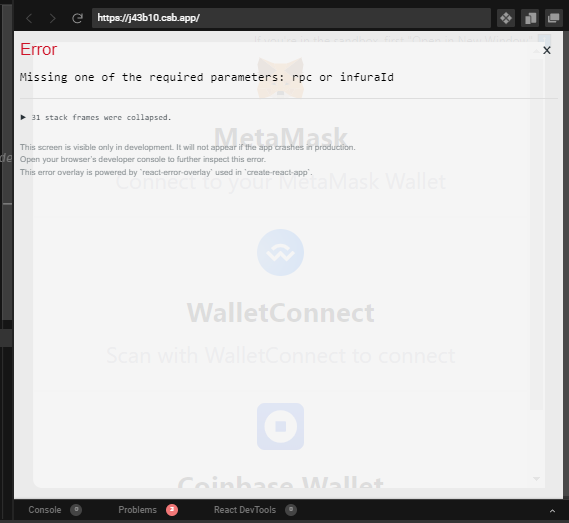 https://j43b10.csb.app/
Error
Missing one of the required parameters: rpc or infuraId
31 stack frames were collapsed.
MetaMask
This screen is visible only in development. It will not appear if the app crashes in production.
Open your browser's developer console to further inspect this error.
This error overlay is powered by `react-error-overlay` used in `create-react-app`.
Connect to your MetaMask Wallet
WalletConnect
Scan with WalletConnect to connect
Coinbase Wallet
Console 0 Problems 3 React DevTools 0